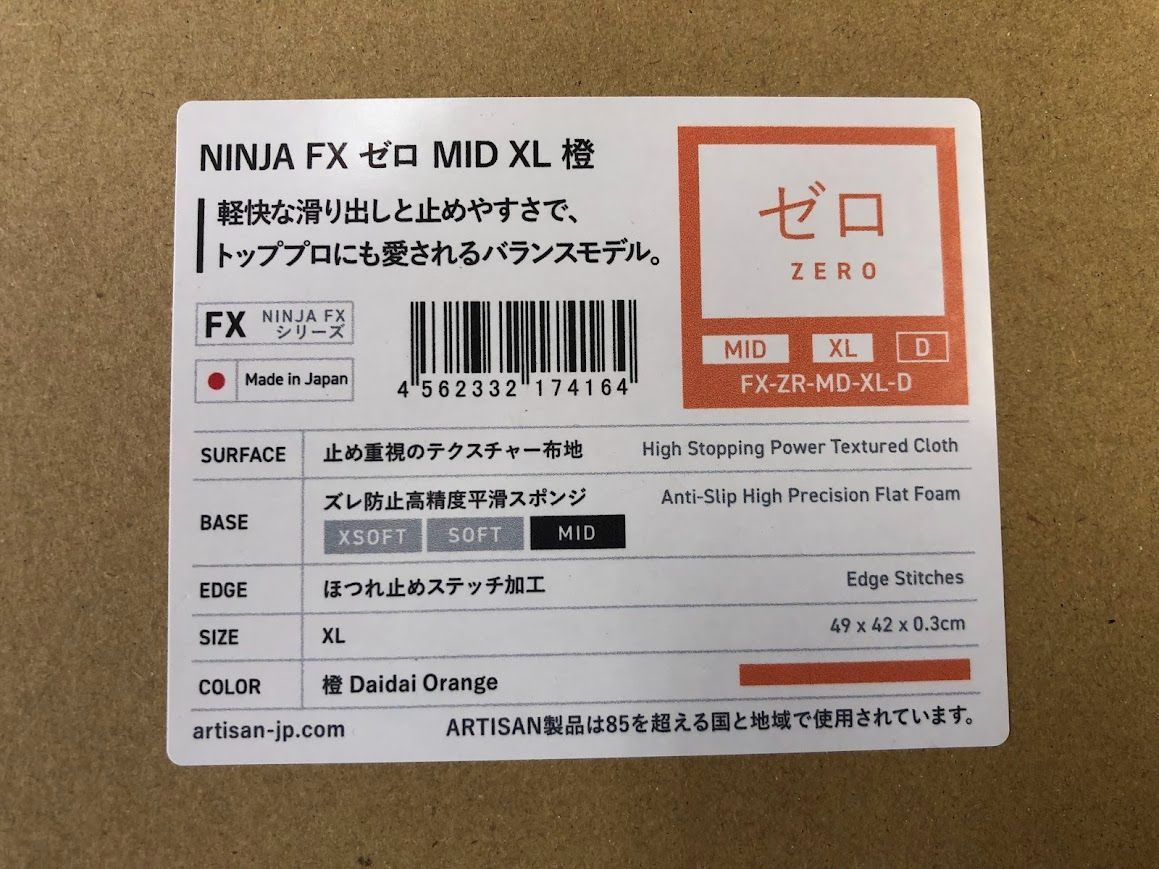 NINJA FX ゼロ MID XL 橙
軽快な滑り出しと止めやすさで、
トッププロにも愛されるバランスモデル。
FX NINJA FX
シリーズ
Made in Japan
4 562332 174164
ゼロ
ZERO
MID XL D
FX-ZR-MD-XL-D
SURFACE 止め重視のテクスチャー布地 High Stopping Power Textured Cloth
BASE ズレ防止高精度平滑スポンジ Anti-Slip High Precision Flat Foam
XSOFT SOFT MID
EDGE ほつれ止めステッチ加工 Edge Stitches
SIZE XL 49 x 42 x 0.3cm
COLOR 橙 Daidai Orange
artisan-jp.com ARTISAN製品は85を超える国と地域で使用されています。